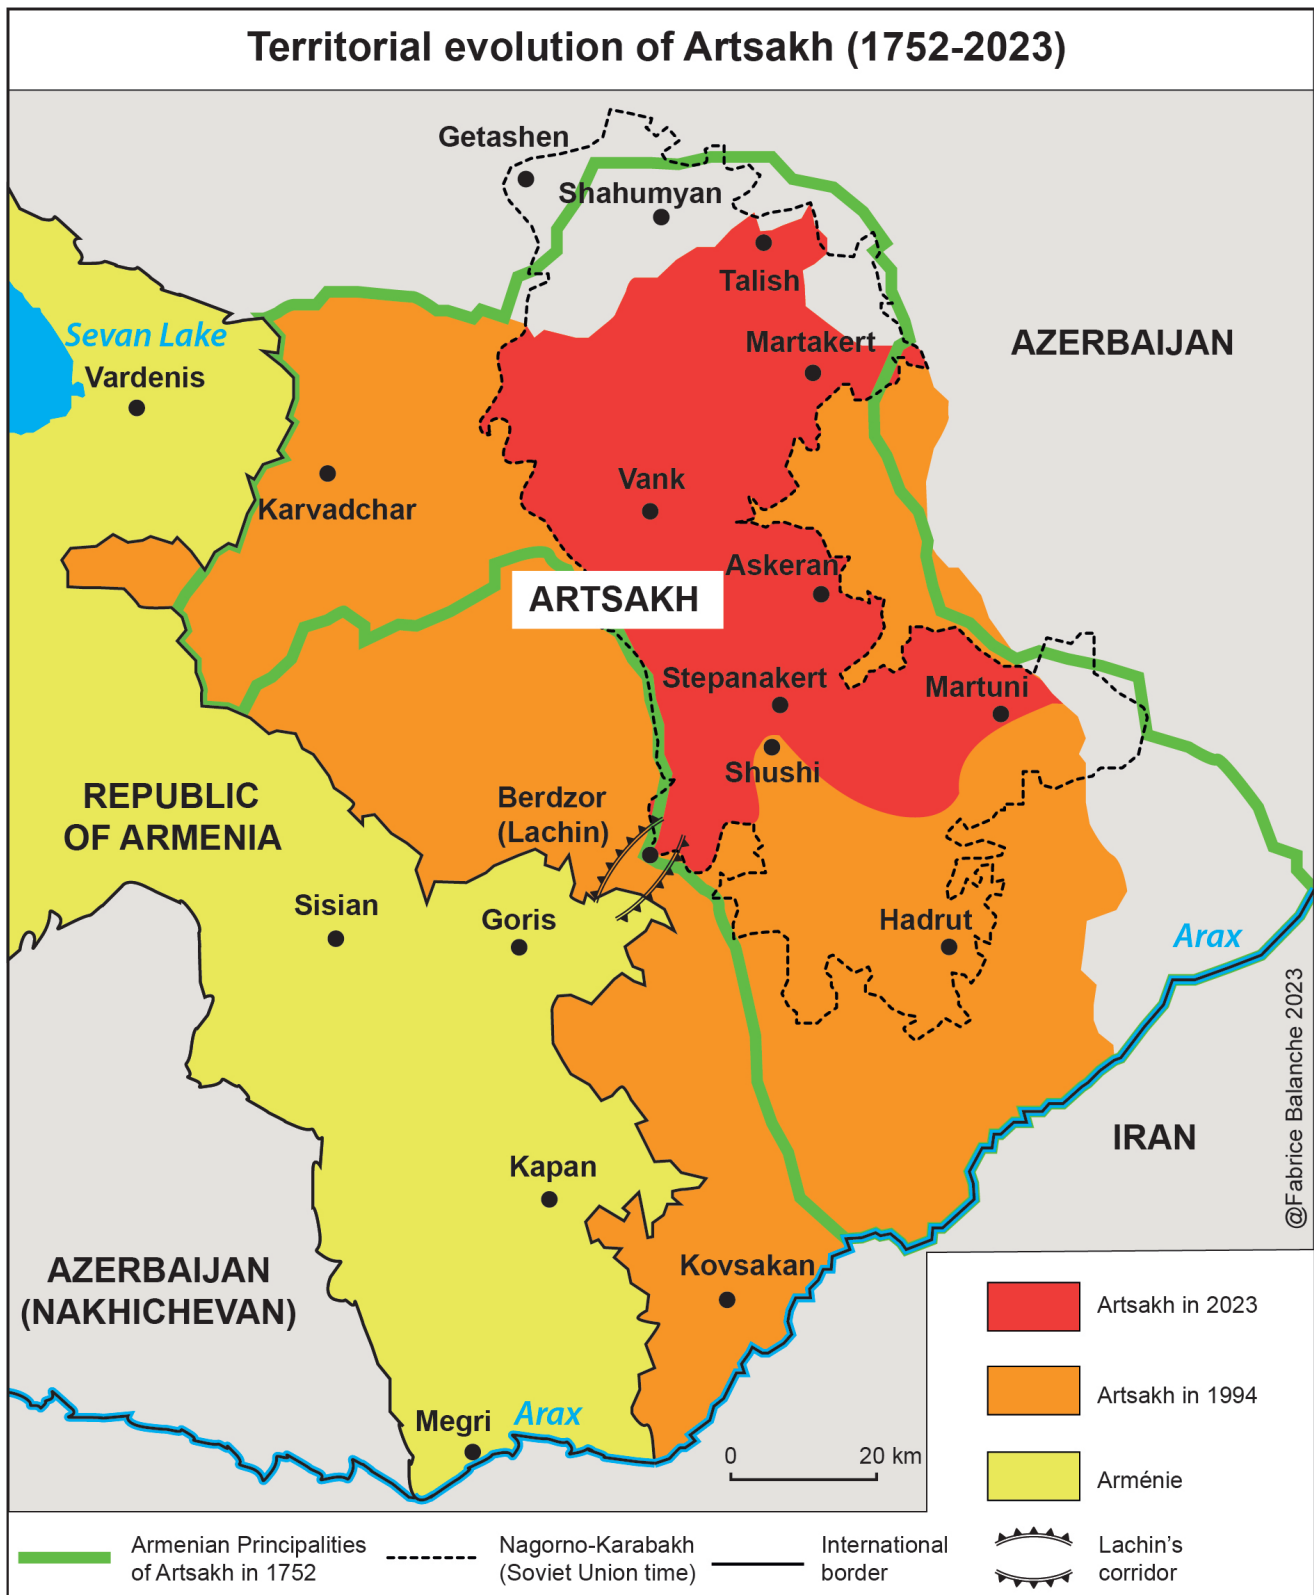 Territorial evolution of Artsakh (1752-2023)
Getashen
Shahumyan
Talish
Sevan Lake
Vardenis
Martakert
AZERBAIJAN
Karvadchar
Vank
Askeran
ARTSAKH
Stepanakert
Martuni
Shushi
REPUBLIC
OF ARMENIA
Berdzor
(Lachin)
Sisian
Goris
Hadrut
Arax
@Fabrice Balanche 2023
IRAN
Kapan
AZERBAIJAN
(NAKHICHEVAN)
Kovsakan
Megri
Arax
0 20 km
Artsakh in 2023
Artsakh in 1994
Arménie
Armenian Principalities
of Artsakh in 1752
Nagorno-Karabakh
(Soviet Union time)
International
border
Lachin's
corridor